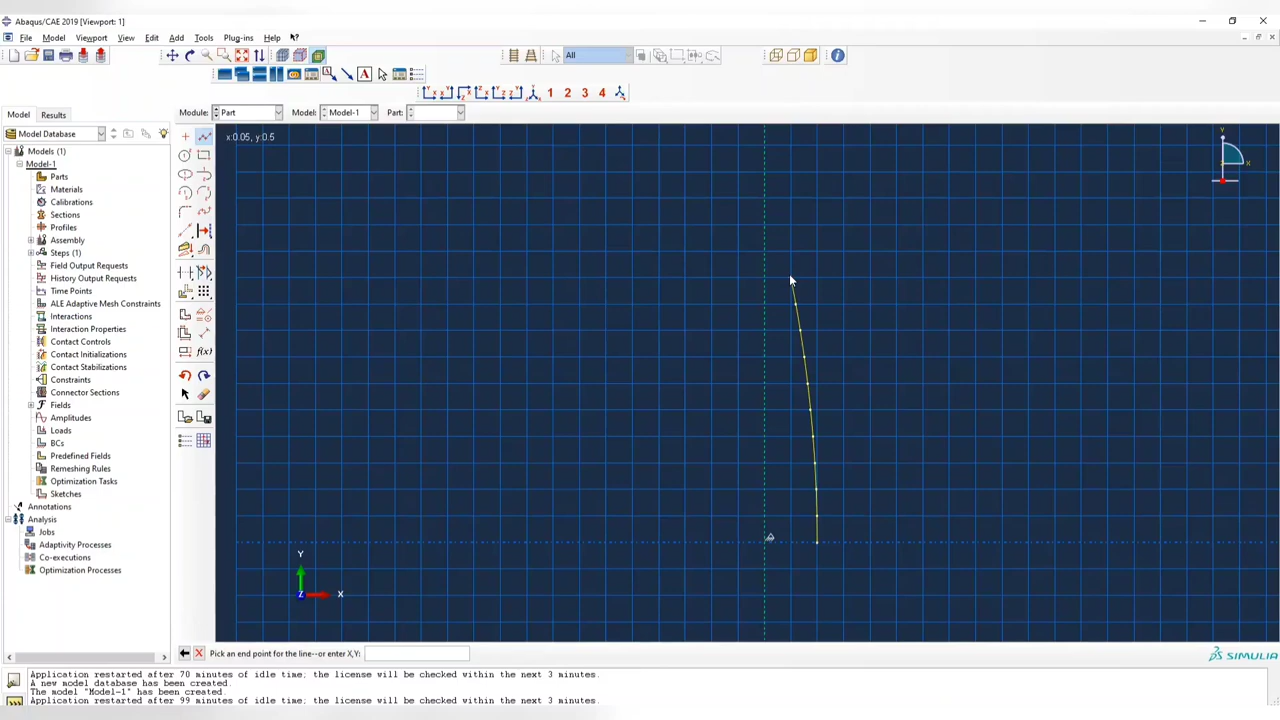 Abaqus/CAE 2019 [Viewport: 1]
File Model Viewport View Edit Add Tools Plug-ins Help
All
A
1 2 3 4
Model Results
Module: Part Model: Model-1 Part:
Model Database
x:0.05, y:0.5
Y
X
Models (1)
Model-1
Parts
Materials
Calibrations
Sections
Profiles
Assembly
Steps (1)
Field Output Requests
History Output Requests
Time Points
ALE Adaptive Mesh Constraints
Interactions
Interaction Properties
Contact Controls
Contact Initializations
Contact Stabilizations
Constraints
Connector Sections
Fields
Amplitudes
Loads
BCs
Predefined Fields
Remeshing Rules
Optimization Tasks
Sketches
Annotations
Analysis
Jobs
Adaptivity Processes
Co-executions
Optimization Processes
f(x)
Y
Z X
Pick an end point for the line--or enter X,Y:
SIMULIA
Application restarted after 70 minutes of idle time; the license will be checked within the next 3 minutes.
A new model database has been created.
The model "Model-1" has been created.
Application restarted after 99 minutes of idle time; the license will be checked within the next 3 minutes.
>>>